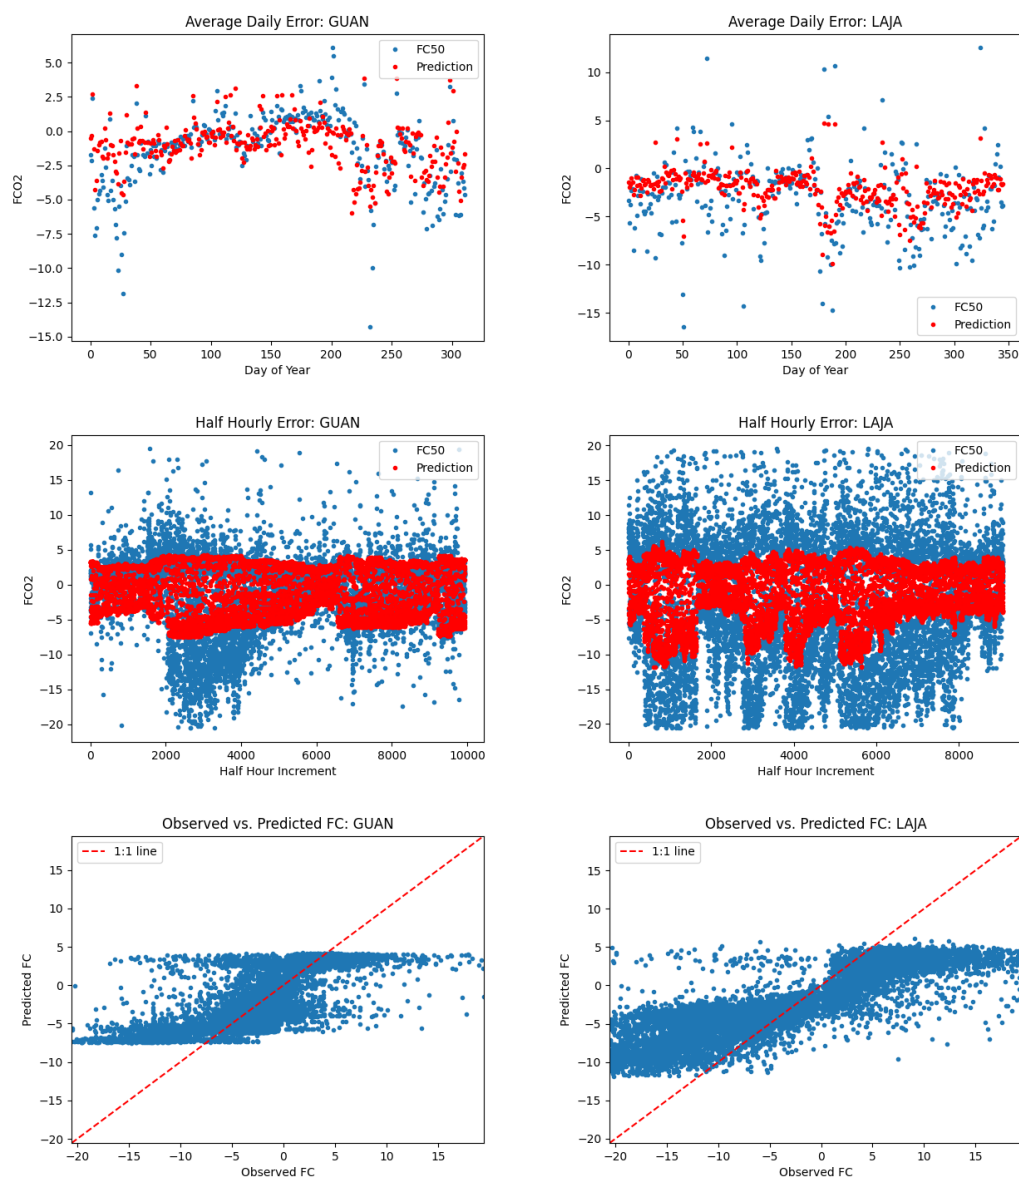 Average Daily Error: GUAN
FCO2
5.0
2.5
0.0
−2.5
−5.0
−7.5
−10.0
−12.5
−15.0
FC50
Prediction
0 50 100 150 200 250 300
Day of Year
Average Daily Error: LAJA
FCO2
10
5
0
−5
−10
−15
FC50
Prediction
0 50 100 150 200 250 300 350
Day of Year
Half Hourly Error: GUAN
FCO2
20
15
10
5
0
−5
−10
−15
−20
FC50
Prediction
0 2000 4000 6000 8000 10000
Half Hour Increment
Half Hourly Error: LAJA
FCO2
20
15
10
5
0
−5
−10
−15
−20
FC50
Prediction
0 2000 4000 6000 8000
Half Hour Increment
Observed vs. Predicted FC: GUAN
Predicted FC
15
10
5
0
−5
−10
−15
−20
1:1 line
−20 −15 −10 −5 0 5 10 15
Observed FC
Observed vs. Predicted FC: LAJA
Predicted FC
15
10
5
0
−5
−10
−15
−20
1:1 line
−20 −15 −10 −5 0 5 10 15
Observed FC